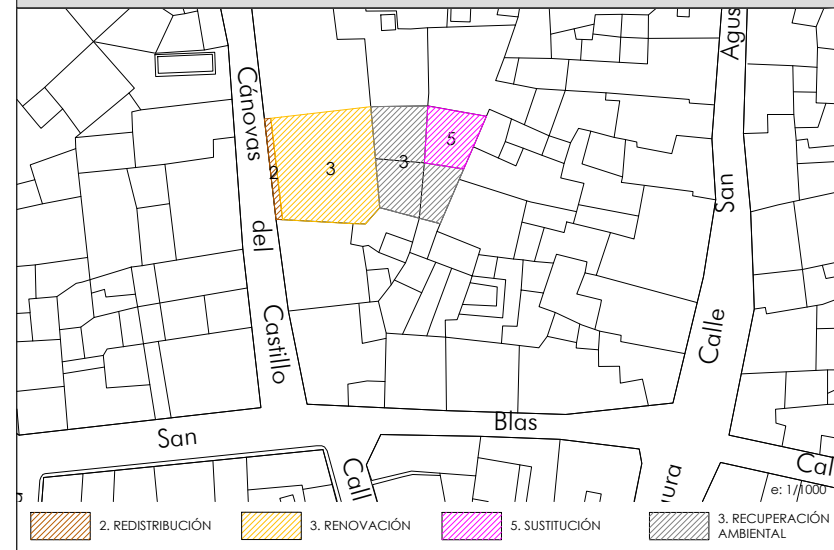 Agus
Cánovas
del
Castillo
2
3
3
5
San
Calle
San
Blas
Call
ura
Cal
e: 1/1000
2. REDISTRIBUCIÓN
3. RENOVACIÓN
5. SUSTITUCIÓN
3. RECUPERACIÓN
AMBIENTAL